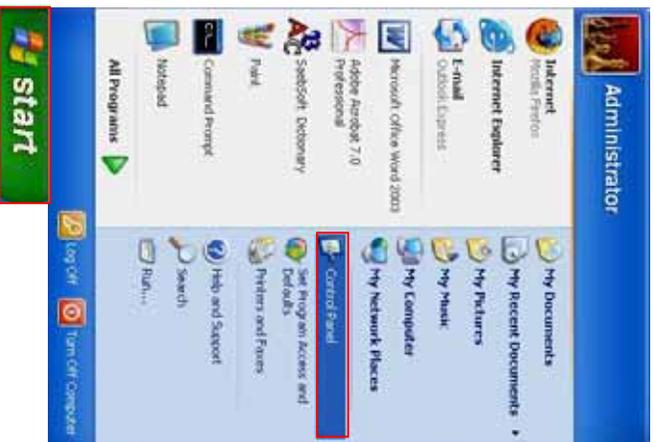 Administrator
Internet
Mozilla Firefox
Internet Explorer
E-mail
Outlook Express
Microsoft Office Word 2003
Adobe Acrobat 7.0
Professional
Dictionary
Paint
Command Prompt
Notepad
All Programs
My Documents
My Recent Documents
My Pictures
My Music
My Computer
My Network Places
Control Panel
Set Program Access and
Defaults
Printers and Faxes
Help and Support
Search
Run...
Log Off
Turn Off Computer
start